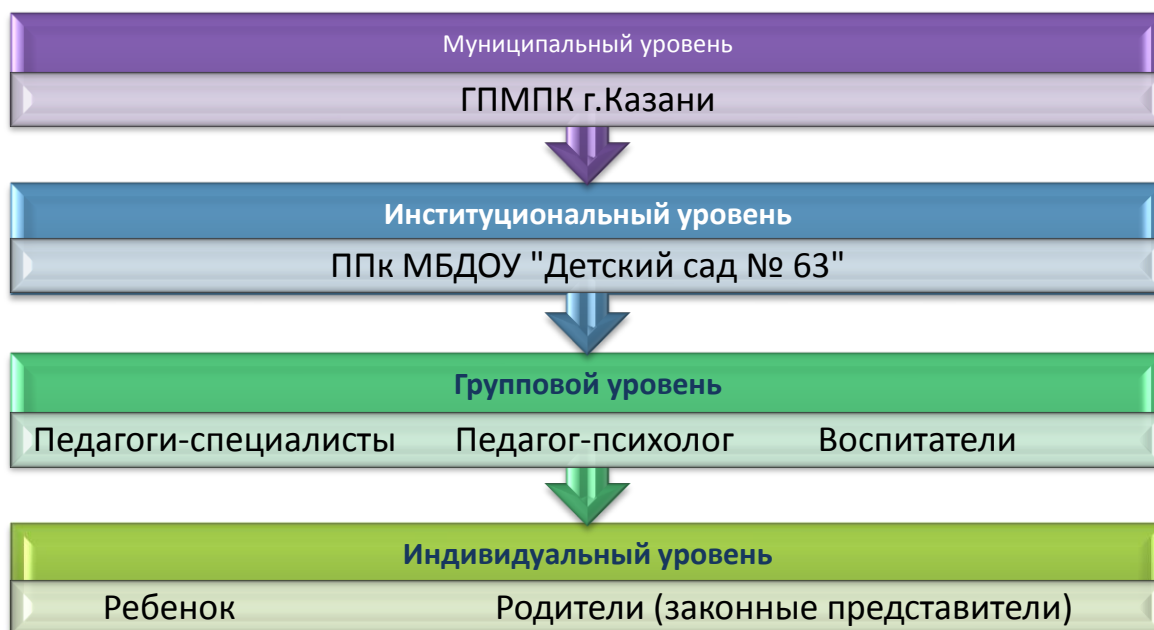 Муниципальный уровень
ГПМПК г.Казани
Институциональный уровень
ППк МБДОУ "Детский сад № 63"
Групповой уровень
Педагоги-специалисты Педагог-психолог Воспитатели
Индивидуальный уровень
Ребенок Родители (законные представители)